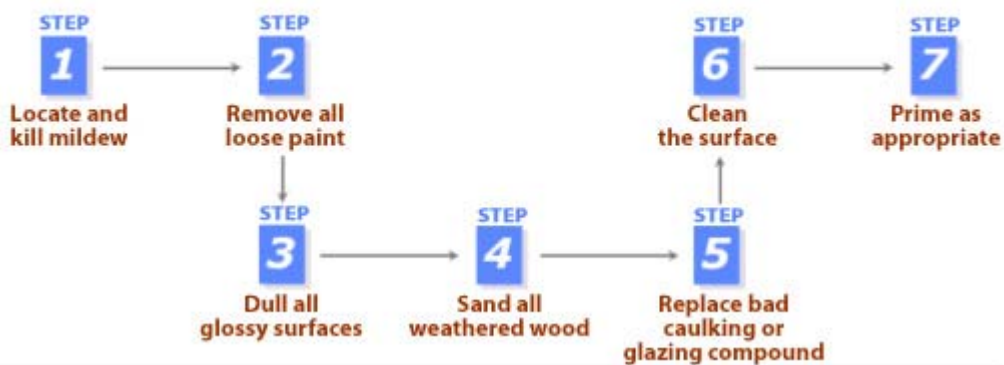 STEP
1
Locate and
kill mildew
STEP
2
Remove all
loose paint
STEP
3
Dull all
glossy surfaces
STEP
4
Sand all
weathered wood
STEP
5
Replace bad
caulking or
glazing compound
STEP
6
Clean
the surface
STEP
7
Prime as
appropriate